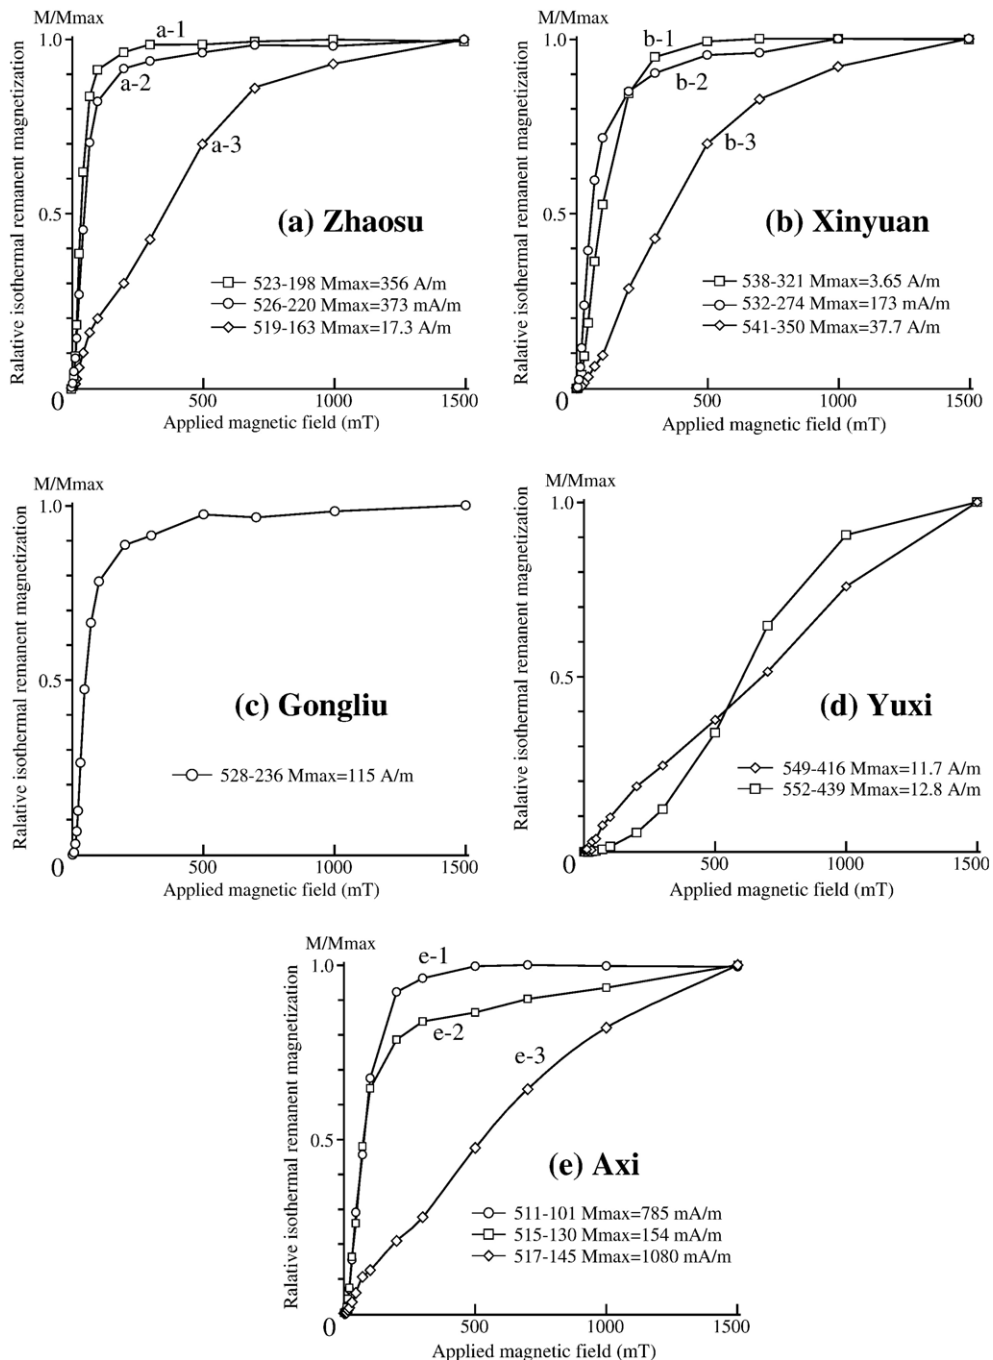 M/Mmax
Ralative isothermal remanent magnetization
1.0
0.5
0
a-1
a-2
a-3
(a) Zhaosu
523-198 Mmax=356 A/m
526-220 Mmax=373 mA/m
519-163 Mmax=17.3 A/m
500
1000
1500
Applied magnetic field (mT)
M/Mmax
Ralative isothermal remanent magnetization
1.0
0.5
0
b-1
b-2
b-3
(b) Xinyuan
538-321 Mmax=3.65 A/m
532-274 Mmax=173 mA/m
541-350 Mmax=37.7 A/m
500
1000
1500
Applied magnetic field (mT)
M/Mmax
Ralative isothermal remanent magnetization
1.0
0.5
0
(c) Gongliu
528-236 Mmax=115 A/m
500
1000
1500
Applied magnetic field (mT)
M/Mmax
Ralative isothermal remanent magnetization
1.0
0.5
0
(d) Yuxi
549-416 Mmax=11.7 A/m
552-439 Mmax=12.8 A/m
500
1000
1500
Applied magnetic field (mT)
M/Mmax
Ralative isothermal remanent magnetization
1.0
0.5
0
e-1
e-2
e-3
(e) Axi
511-101 Mmax=785 mA/m
515-130 Mmax=154 mA/m
517-145 Mmax=1080 mA/m
500
1000
1500
Applied magnetic field (mT)